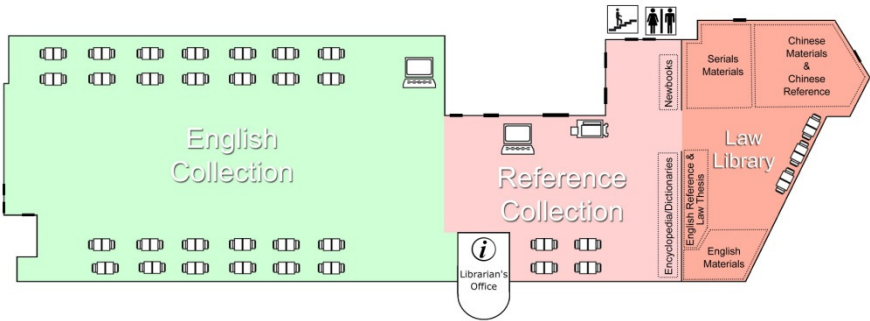 English
Collection
Reference
Collection
i
Librarian's
Office
Newbooks
Encyclopedia/Dictionaries
Serials
Materials
Chinese
Materials
&
Chinese
Reference
Law
Library
English Reference &
Law Thesis
English
Materials